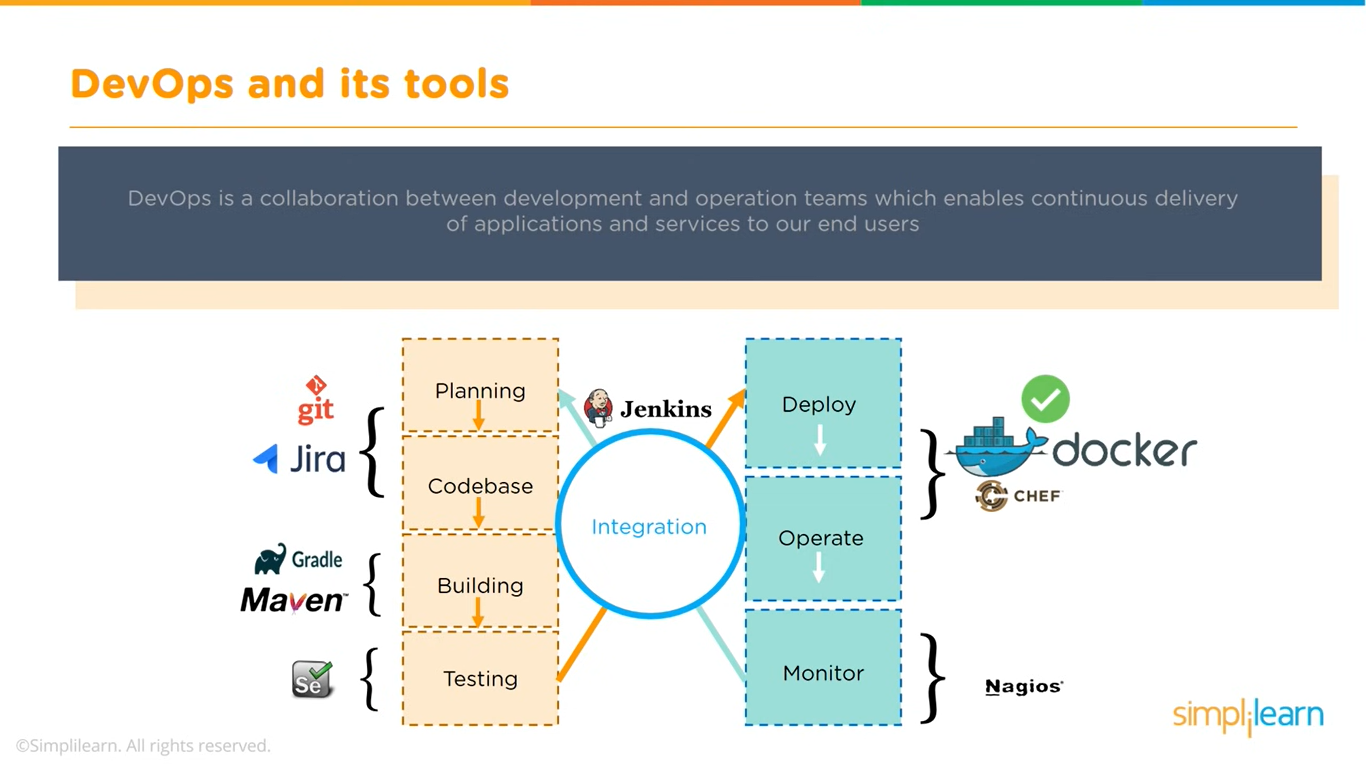 DevOps and its tools
DevOps is a collaboration between development and operation teams which enables continuous delivery
of applications and services to our end users
git
Jira
Gradle
Maven™
Se
Planning
Codebase
Building
Testing
Jenkins
Integration
Deploy
Operate
Monitor
docker
CHEF
Nagios®
simplilearn
©Simplilearn. All rights reserved.